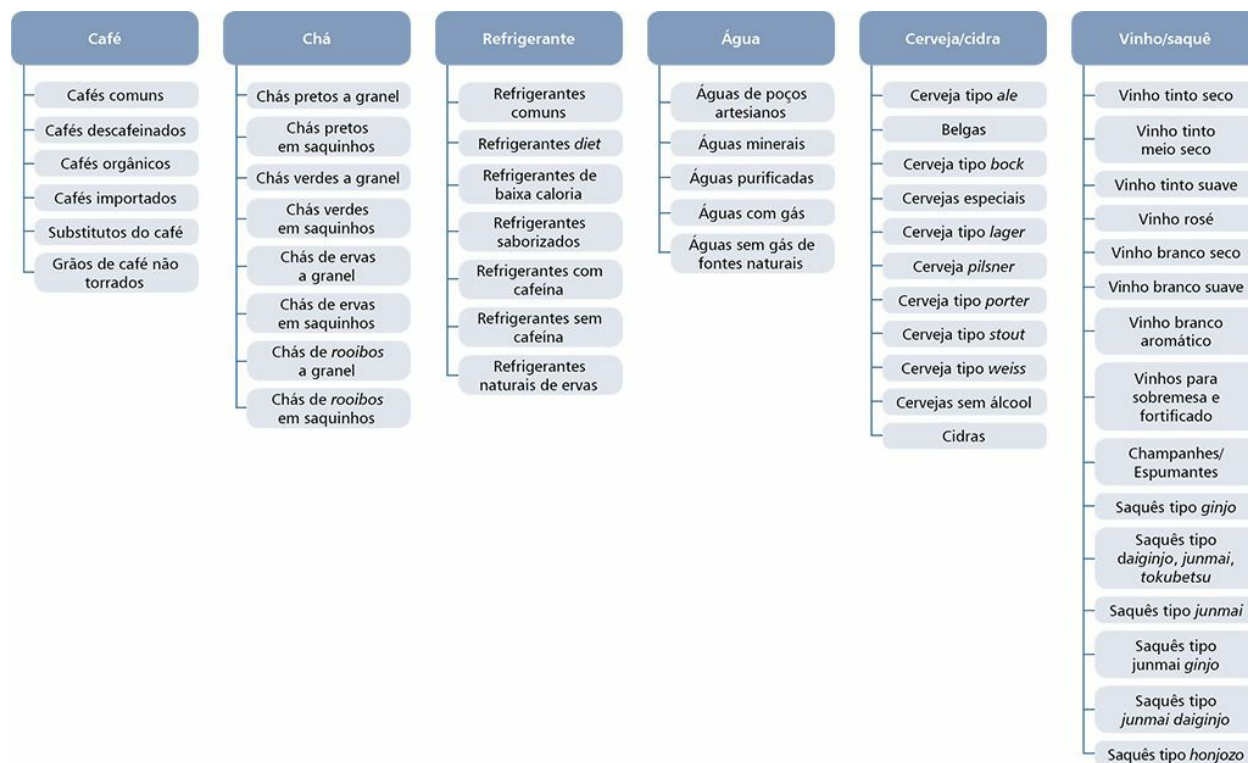 Café
Cafés comuns
Cafés descafeinados
Cafés orgânicos
Cafés importados
Substitutos do café
Grãos de café não
torrados
Chá
Chás pretos a granel
Chás pretos
em saquinhos
Chás verdes a granel
Chás verdes
em saquinhos
Chás de ervas
a granel
Chás de ervas
em saquinhos
Chás de rooibos
a granel
Chás de rooibos
em saquinhos
Refrigerante
Refrigerantes
comuns
Refrigerantes diet
Refrigerantes de
baixa caloria
Refrigerantes
saborizados
Refrigerantes com
cafeína
Refrigerantes sem
cafeína
Refrigerantes
naturais de ervas
Água
Águas de poços
artesianos
Águas minerais
Águas purificadas
Águas com gás
Águas sem gás de
fontes naturais
Cerveja/cidra
Cerveja tipo ale
Belgas
Cerveja tipo bock
Cervejas especiais
Cerveja tipo lager
Cerveja pilsner
Cerveja tipo porter
Cerveja tipo stout
Cerveja tipo weiss
Cervejas sem álcool
Cidras
Vinho/saquê
Vinho tinto seco
Vinho tinto
meio seco
Vinho tinto suave
Vinho rosé
Vinho branco seco
Vinho branco suave
Vinho branco
aromático
Vinhos para
sobremesa e
fortificado
Champanhes/
Espumantes
Saquês tipo ginjo
Saquês tipo
daiginjo, junmai,
tokubetsu
Saquês tipo junmai
Saquês tipo
junmai ginjo
Saquês tipo
junmai daiginjo
Saquês tipo honjozo